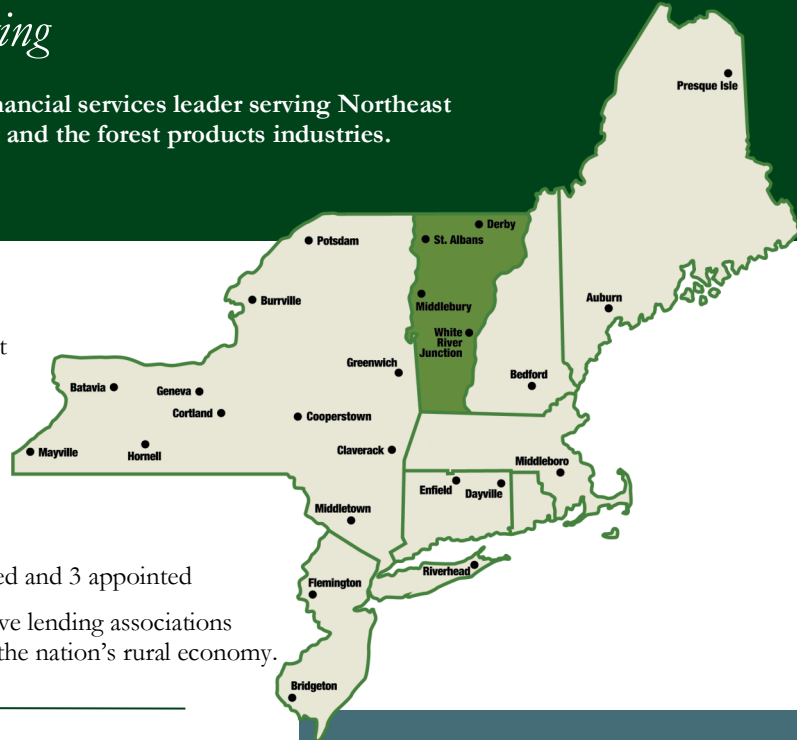 nancial services leader serving Northeast
and the forest products industries.
Presque Isle
Derby
St. Albans
Potsdam
Burrville
Middlebury
Auburn
White
River
Junction
Greenwich
Bedford
Batavia
Geneva
Cortland
Cooperstown
Mayville
Hornell
Claverack
Middleboro
Enfield
Dayville
Middletown
ed and 3 appointed
Flemington
Riverhead
ve lending associations
the nation's rural economy.
Bridgeton